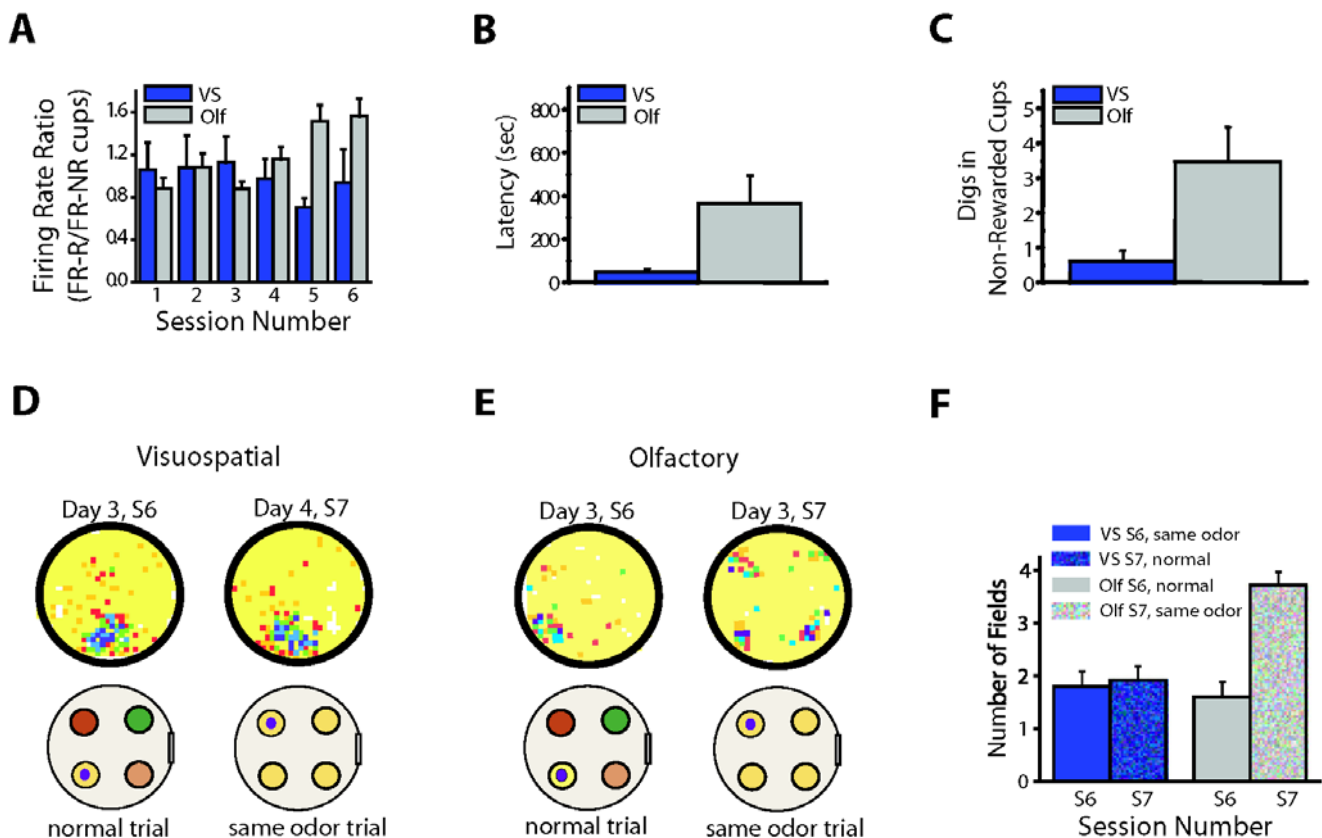 A
VS
Olf
Firing Rate Ratio
(FR-R/FR-NR cups)
1.6
1.2
0.8
0.4
0.0
1 2 3 4 5 6
Session Number
B
VS
Olf
Latency (sec)
800
600
400
200
0
C
VS
Olf
Digs in
Non-Rewarded Cups
5
4
3
2
1
0
D
Visuospatial
Day 3, S6
Day 4, S7
normal trial
same odor trial
E
Olfactory
Day 3, S6
Day 3, S7
normal trial
same odor trial
F
VS S6, same odor
VS S7, normal
Olf S6, normal
Olf S7, same odor
Number of Fields
4
3
2
1
0
S6 S7 S6 S7
Session Number